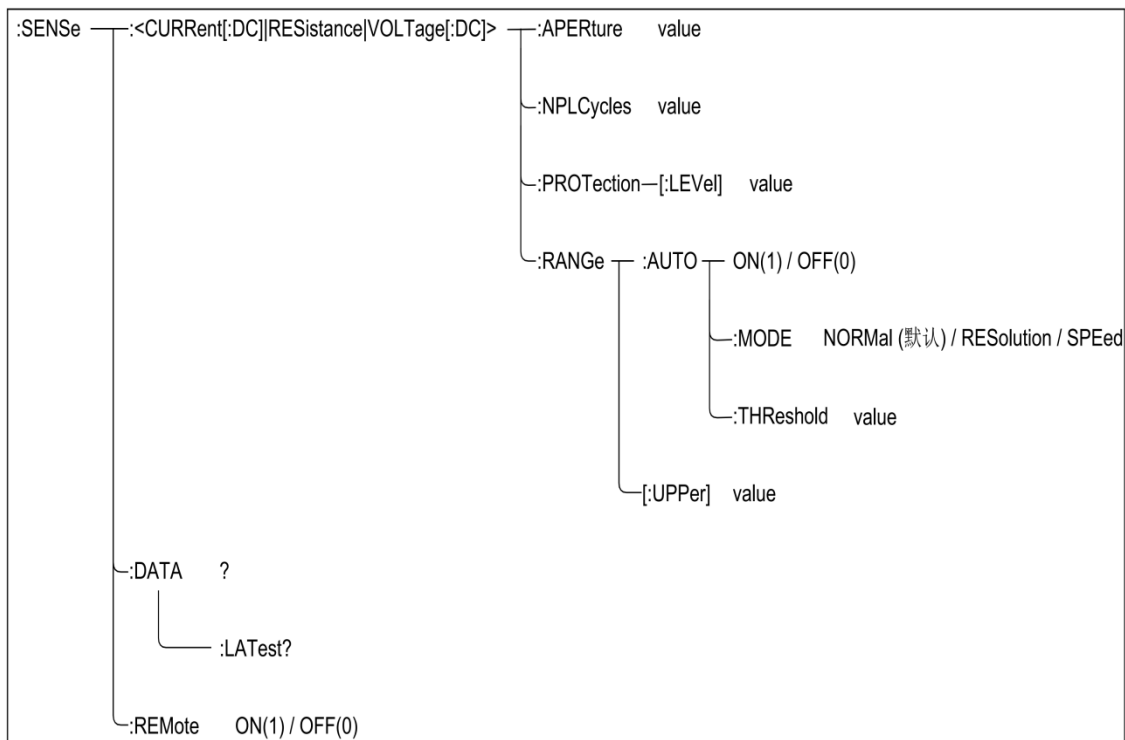 :SENSe :<CURRent[:DC]|RESistance|VOLTage[:DC]> :APERture value
:NPLCycles value
:PROTection [:LEVel] value
:RANGe :AUTO ON(1) / OFF(0)
:MODE NORMal (默认) / RESolution / SPEed
:THReshold value
[:UPPer] value
:DATA ?
:LATest?
:REMote ON(1) / OFF(0)